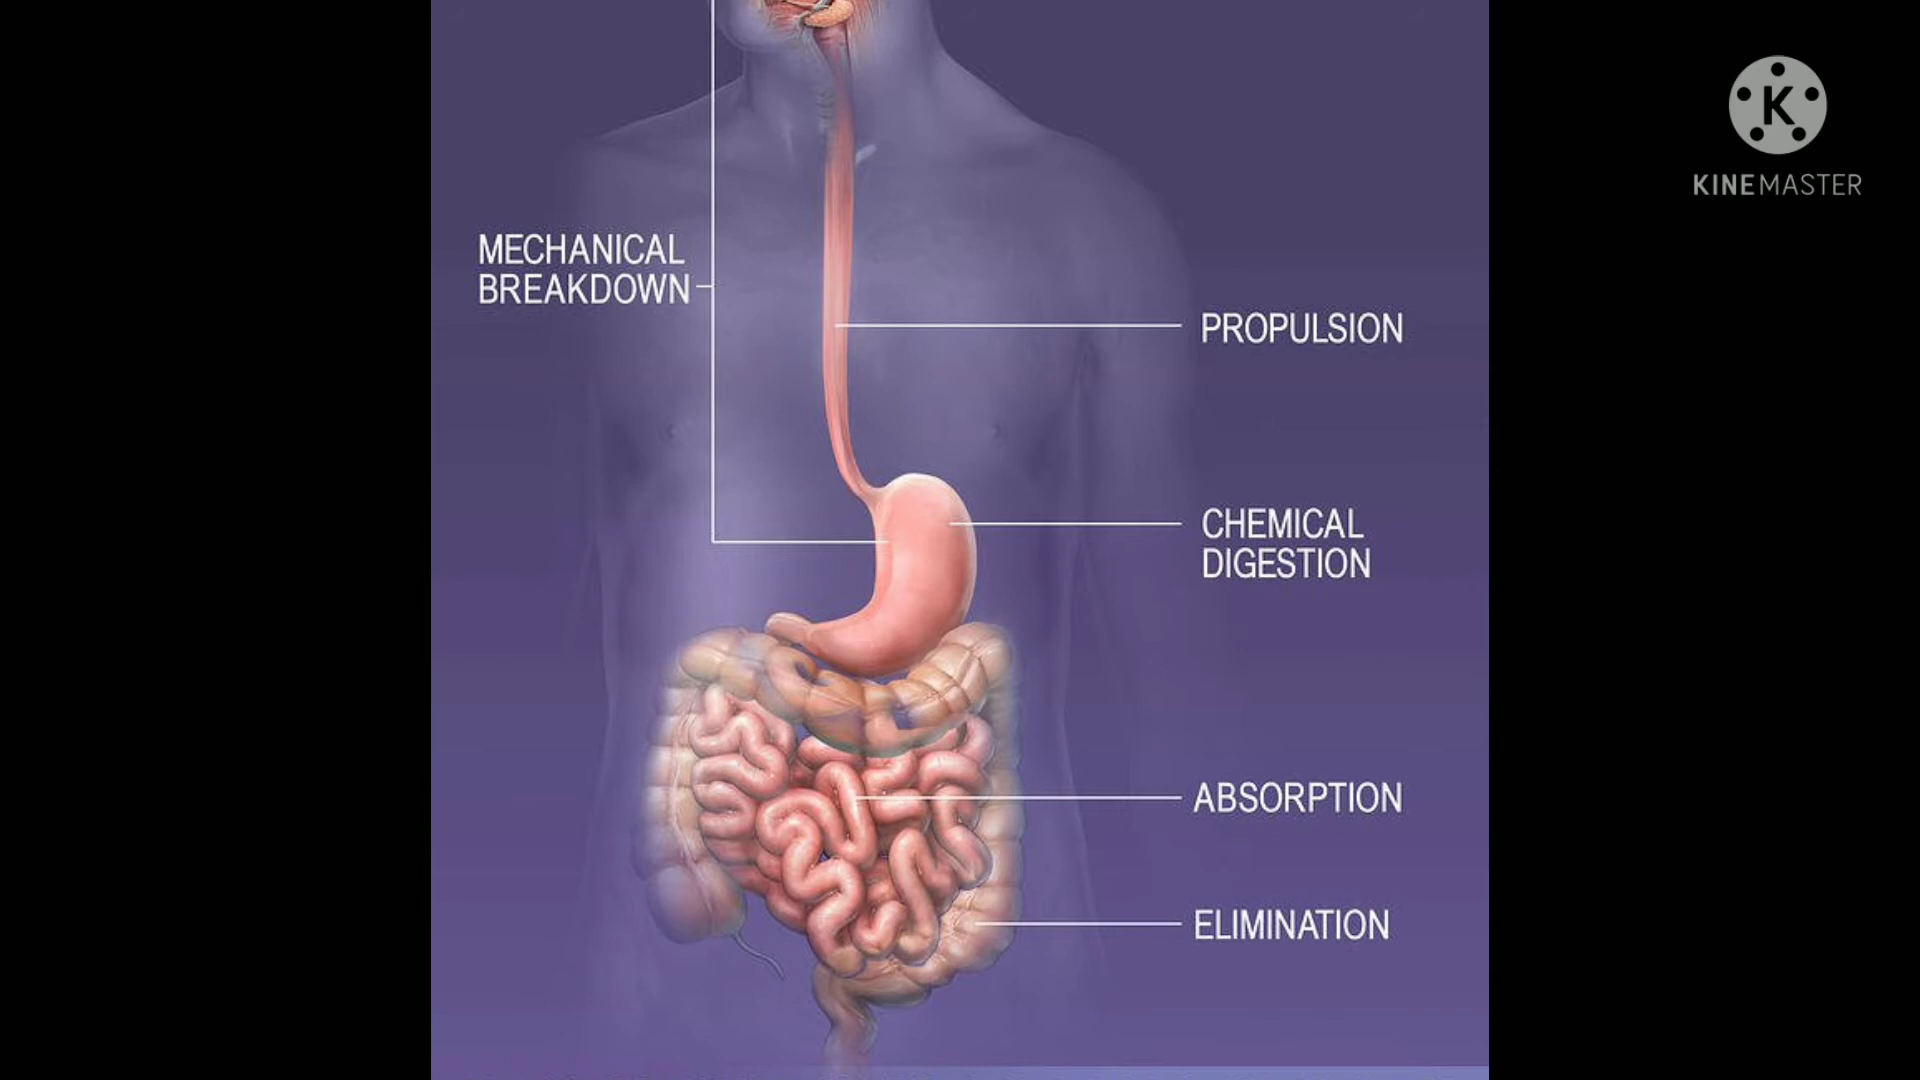 K
KINEMASTER
MECHANICAL
BREAKDOWN
PROPULSION
CHEMICAL
DIGESTION
ABSORPTION
ELIMINATION